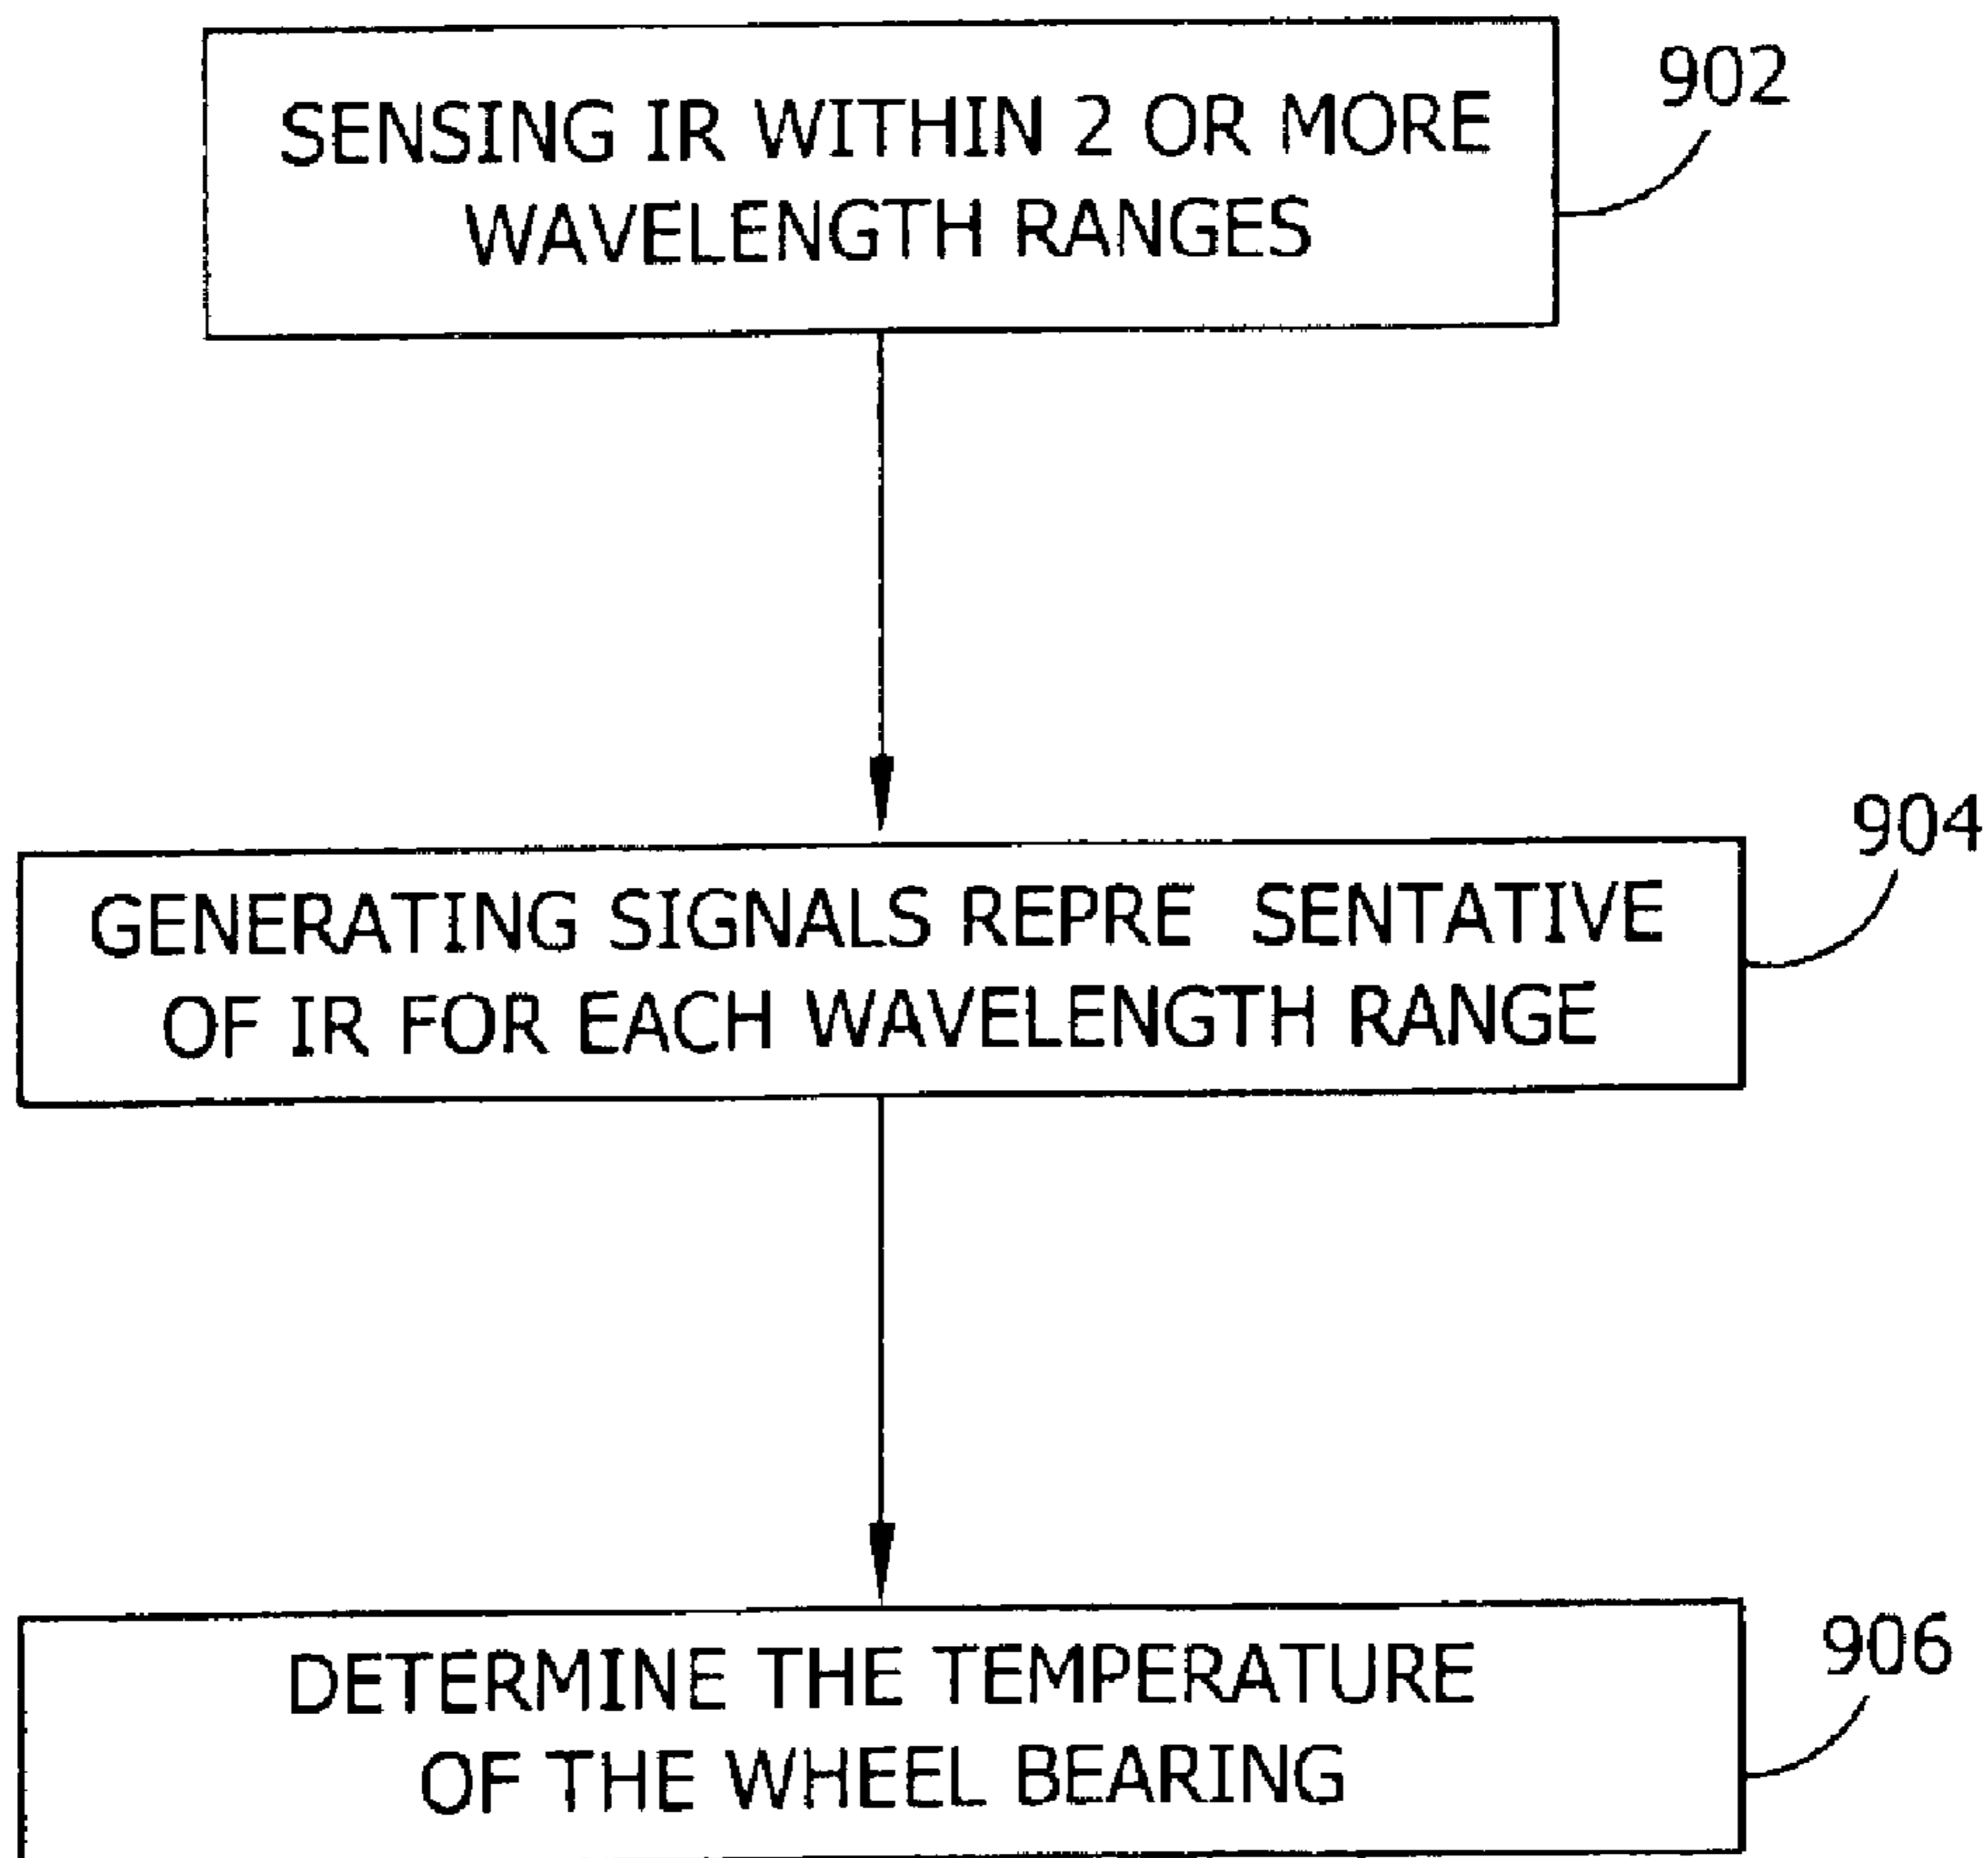 SENSING IR WITHIN 2 OR MORE
WAVELENGTH RANGES
902
GENERATING SIGNALS REPRE SENTATIVE
OF IR FOR EACH WAVELENGTH RANGE
904
DETERMINE THE TEMPERATURE
OF THE WHEEL BEARING
906